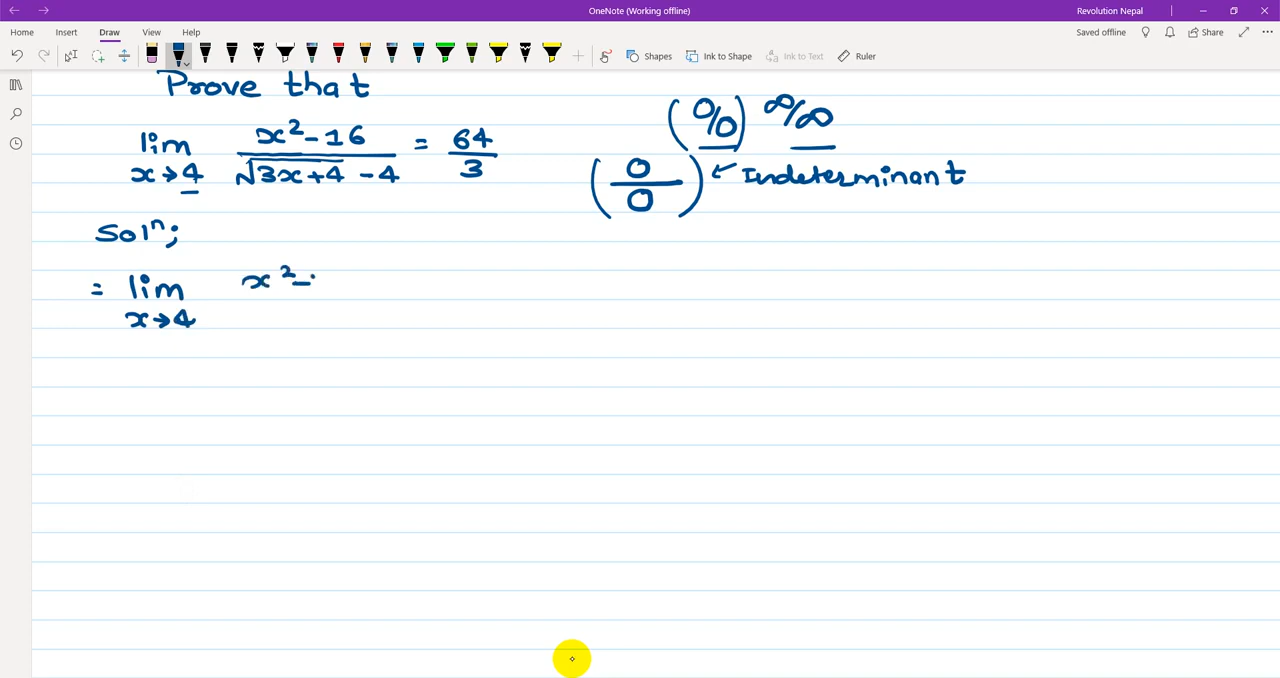 OneNote (Working offline)
Revolution Nepal
Home Insert Draw View Help
Saved offline
Share
Shapes
Ink to Shape
Ink to Text
Ruler
Prove that
lim x→4 (x² - 16)/(√3x+4 - 4) = 64/3
(0/0) ∞/∞
(0/0) ← Indeterminant
Solⁿ;
= lim x→4 x² -